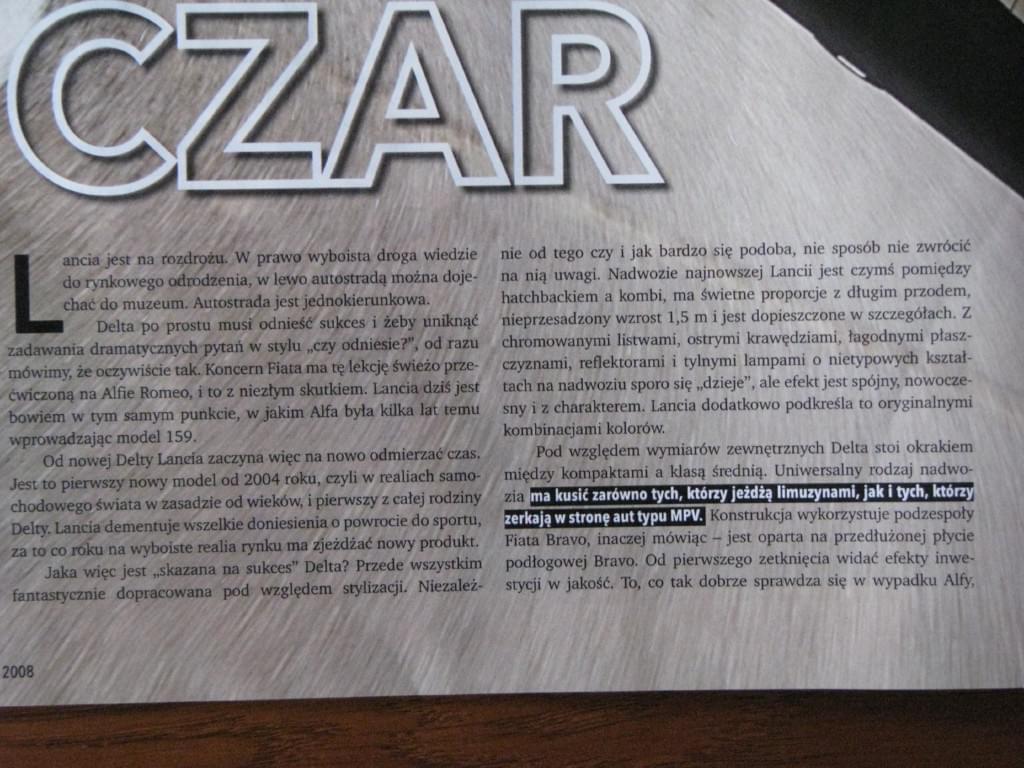 CZAR
Lancia jest na rozdrożu. W prawo wyboista droga wiedzie
do rynkowego odrodzenia, w lewo autostradą można doje-
chać do muzeum. Autostrada jest jednokierunkowa.
Delta po prostu musi odnieść sukces i żeby uniknąć
zadawania dramatycznych pytań w stylu „czy odniesie?”, od razu
mówimy, że oczywiście tak. Koncern Fiata ma tę lekcję świeżo prze-
ćwiczoną na Alfie Romeo, i to z niezłym skutkiem. Lancia dziś jest
bowiem w tym samym punkcie, w jakim Alfa była kilka lat temu
wprowadzając model 159.
Od nowej Delty Lancia zaczyna więc na nowo odmierzać czas.
Jest to pierwszy nowy model od 2004 roku, czyli w realiach samo-
chodowego świata w zasadzie od wieków, i pierwszy z całej rodziny
Delty. Lancia dementuje wszelkie doniesienia o powrocie do sportu,
za to co roku na wyboiste realia rynku ma zjeżdżać nowy produkt.
Jaka więc jest „skazana na sukces” Delta? Przede wszystkim
fantastycznie dopracowana pod względem stylizacji. Niezależ-
nie od tego czy i jak bardzo się podoba, nie sposób nie zwrócić
na nią uwagi. Nadwozie najnowszej Lancii jest czymś pomiędzy
hatchbackiem a kombi, ma świetne proporcje z długim przodem,
nieprzesadzony wzrost 1,5 m i jest dopieszczone w szczegółach. Z
chromowanymi listwami, ostrymi krawędziami, łagodnymi płasz-
czyznami, reflektorami i tylnymi lampami o nietypowych kształ-
tach na nadwoziu sporo się „dzieje”, ale efekt jest spójny, nowocze-
sny i z charakterem. Lancia dodatkowo podkreśla to oryginalnymi
kombinacjami kolorów.
Pod względem wymiarów zewnętrznych Delta stoi okrakiem
między kompaktami a klasą średnią. Uniwersalny rodzaj nadwo-
zia ma kusić zarówno tych, którzy jeżdżą limuzynami, jak i tych, którzy
zerkają w stronę aut typu MPV. Konstrukcja wykorzystuje podzespoły
Fiata Bravo, inaczej mówiąc – jest oparta na przedłużonej płycie
podłogowej Bravo. Od pierwszego zetknięcia widać efekty inwe-
stycji w jakość. To, co tak dobrze sprawdza się w wypadku Alfy,
2008